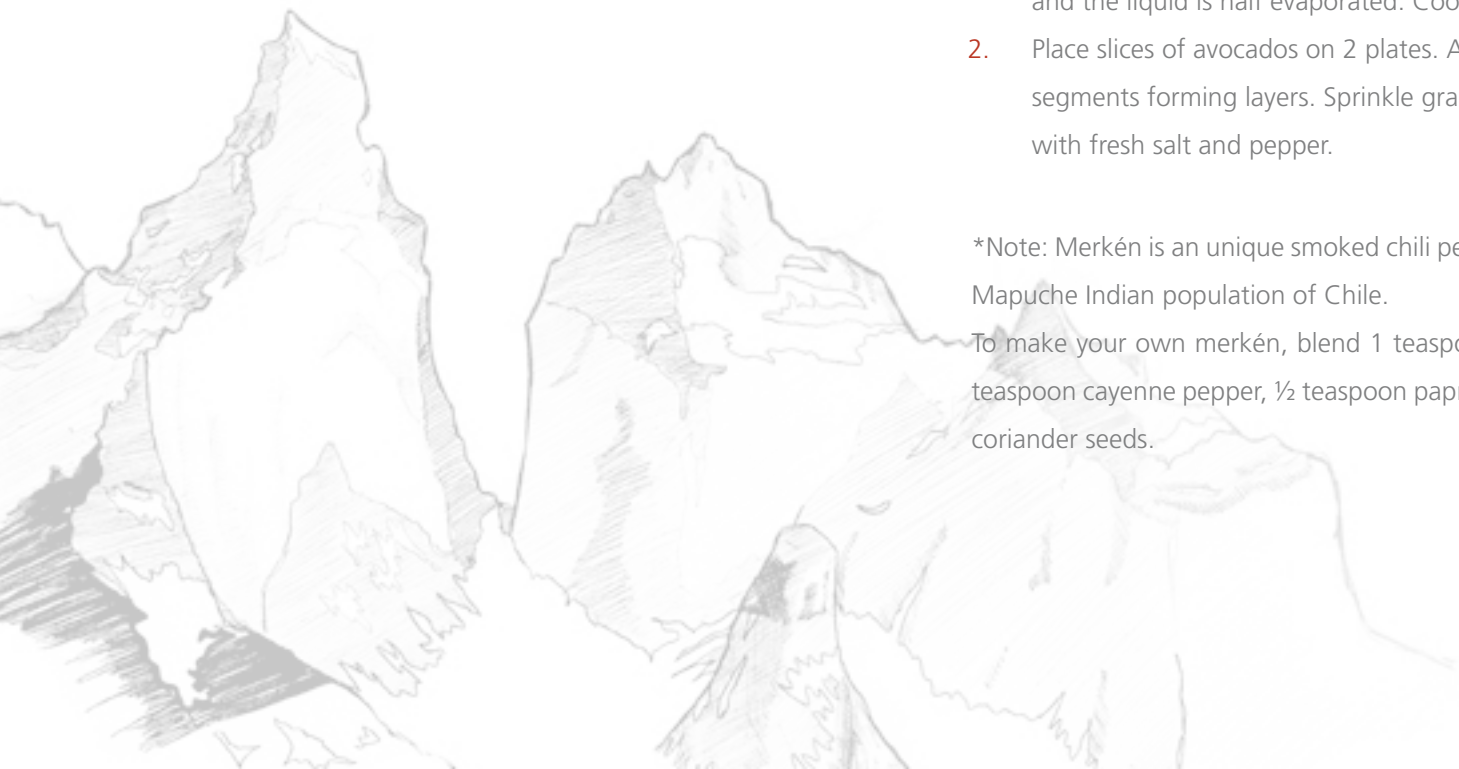 and the liquid is half evaporated. Coo
2. Place slices of avocados on 2 plates. A
segments forming layers. Sprinkle gra
with fresh salt and pepper.
*Note: Merkén is an unique smoked chili pe
Mapuche Indian population of Chile.
To make your own merkén, blend 1 teaspo
teaspoon cayenne pepper, ½ teaspoon papr
coriander seeds.